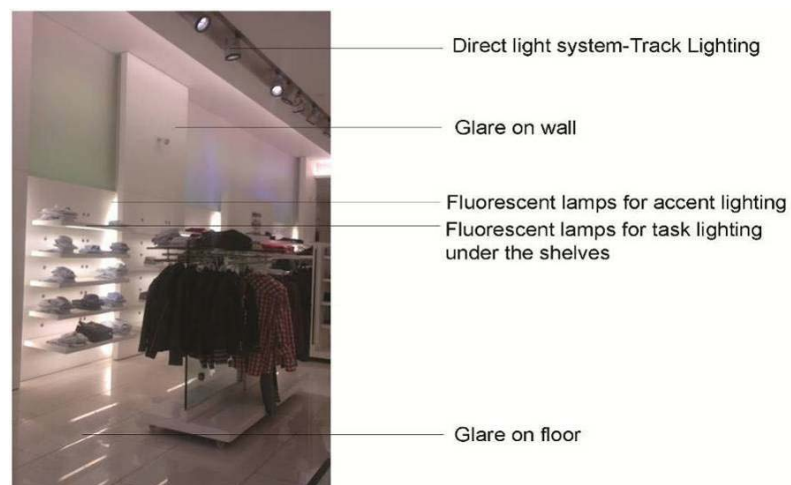 Direct light system-Track Lighting
Glare on wall
Fluorescent lamps for accent lighting
Fluorescent lamps for task lighting
under the shelves
Glare on floor